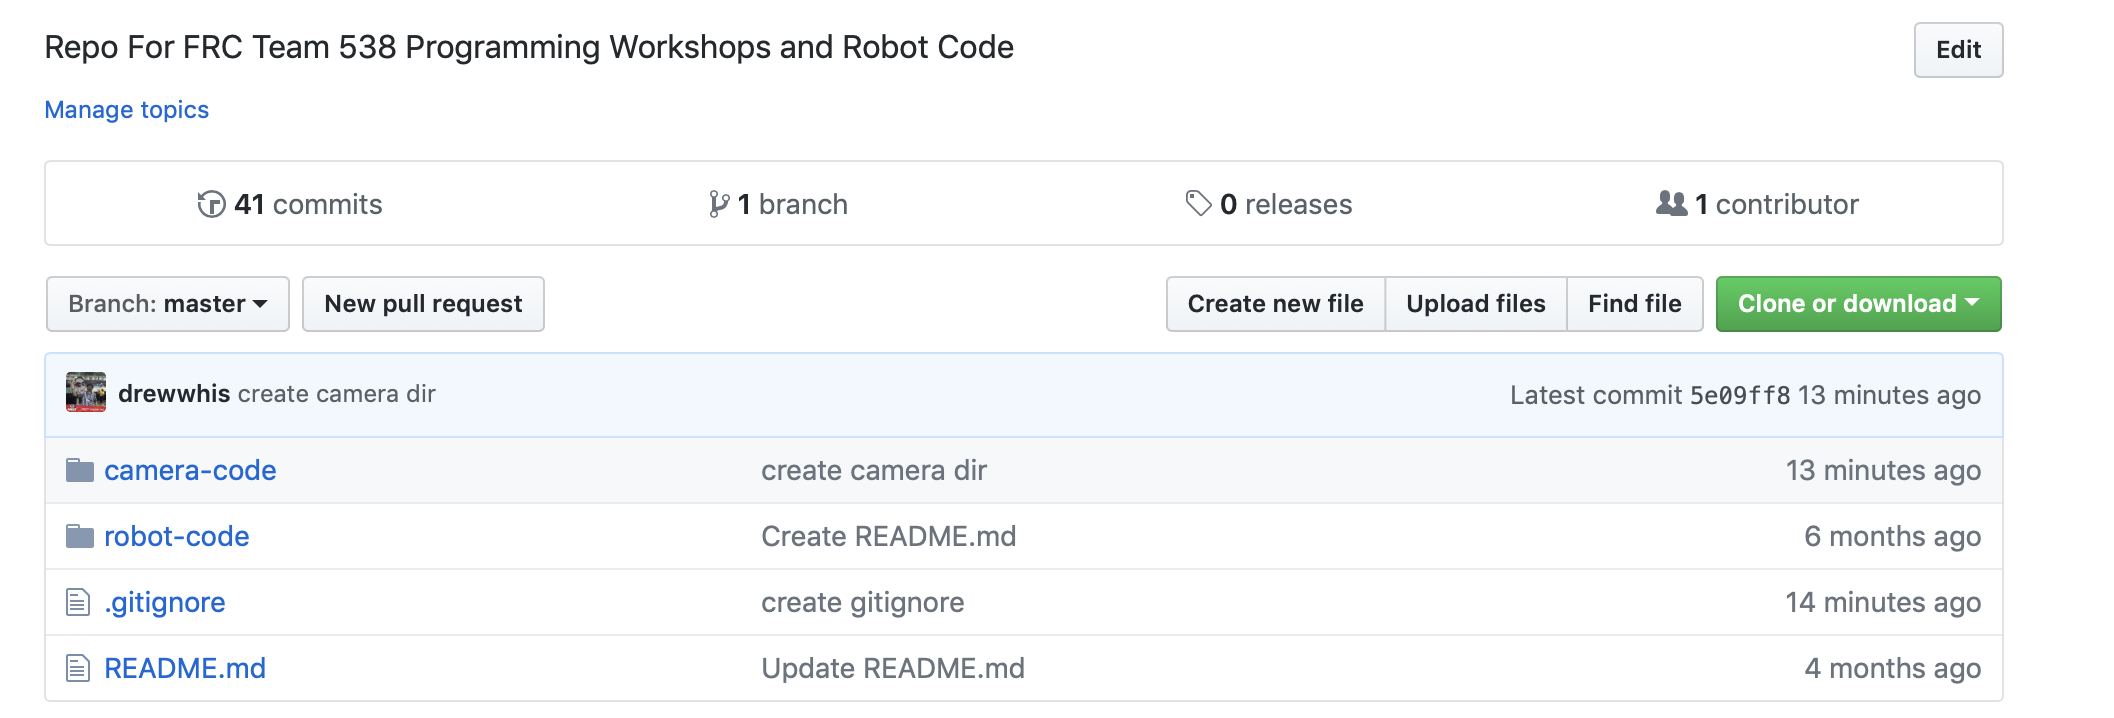 Repo For FRC Team 538 Programming Workshops and Robot Code Edit
Manage topics
41 commits 1 branch 0 releases 1 contributor
Branch: master New pull request Create new file Upload files Find file Clone or download
drewwhis create camera dir Latest commit 5e09ff8 13 minutes ago
camera-code create camera dir 13 minutes ago
robot-code Create README.md 6 months ago
.gitignore create gitignore 14 minutes ago
README.md Update README.md 4 months ago